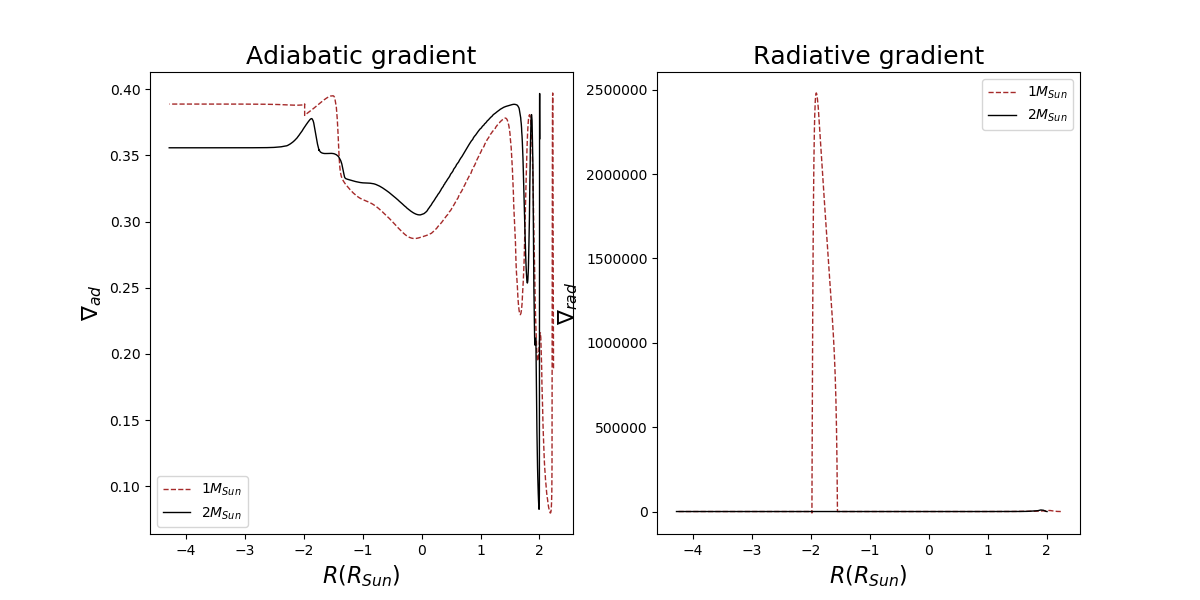 Adiabatic gradient
0.40
0.35
0.30
0.25
0.20
0.15
0.10
∇ad
−4 −3 −2 −1 0 1 2
R(RSun)
1MSun
2MSun
Radiative gradient
2500000
2000000
1500000
1000000
500000
0
∇rad
−4 −3 −2 −1 0 1 2
R(RSun)
1MSun
2MSun